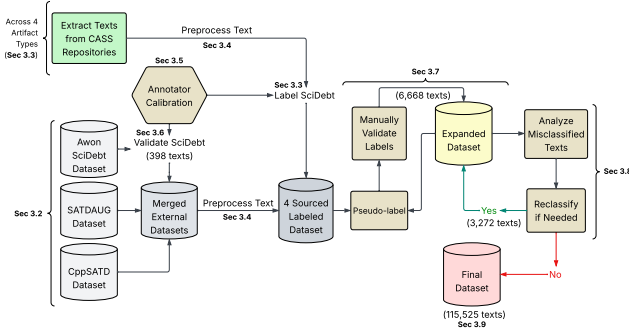 Across 4
Artifact
Types
(Sec 3.3)
Extract Texts
from CASS
Repositories
Preprocess Text
Sec 3.4
Sec 3.5
Annotator
Calibration
Sec 3.3
Label SciDebt
Sec 3.6
Validate SciDebt
(398 texts)
Sec 3.2
Awon
SciDebt
Dataset
SATDAUG
Dataset
CppSATD
Dataset
Merged
External
Datasets
Preprocess Text
Sec 3.4
4 Sourced
Labeled
Dataset
Sec 3.7
(6,668 texts)
Manually
Validate
Labels
Pseudo-label
Expanded
Dataset
Analyze
Misclassified
Texts
Sec 3.8
Reclassify
if Needed
Yes
(3,272 texts)
No
Final
Dataset
(115,525 texts)
Sec 3.9